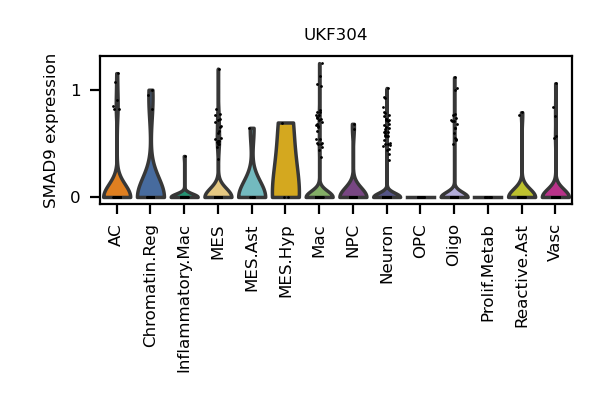 UKF304
SMAD9 expression
1
0
AC
Chromatin.Reg
Inflammatory.Mac
MES
MES.Ast
MES.Hyp
Mac
NPC
Neuron
OPC
Oligo
Prolif.Metab
Reactive.Ast
Vasc